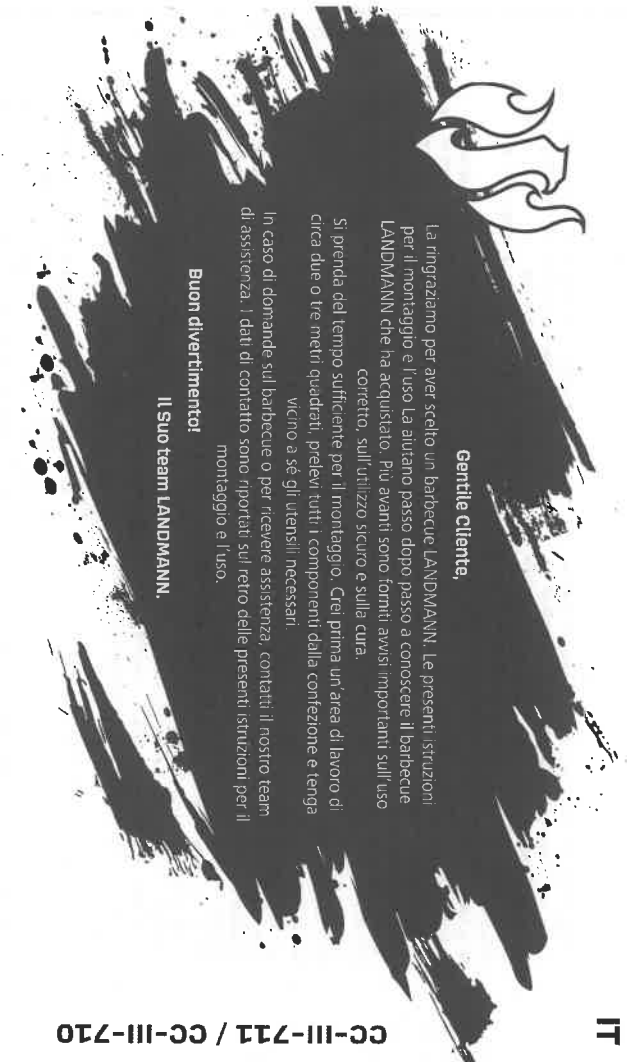 IT
Gentile Cliente,
La ringraziamo per aver scelto un barbecue LANDMANN. Le presenti istruzioni
per il montaggio e l'uso La aiutano passo dopo passo a conoscere il barbecue
LANDMANN che ha acquistato. Più avanti sono forniti avvisi importanti sull'uso
corretto, sull'utilizzo sicuro e sulla cura.
Si prenda del tempo sufficiente per il montaggio. Crei prima un'area di lavoro di
circa due o tre metri quadrati, prelevi tutti i componenti dalla confezione e tenga
vicino a sé gli utensili necessari.
In caso di domande sul barbecue o per ricevere assistenza, contatti il nostro team
di assistenza. I dati di contatto sono riportati sul retro delle presenti istruzioni per il
montaggio e l'uso.
Buon divertimento!
Il Suo team LANDMANN.
CC-III-711 / CC-III-710